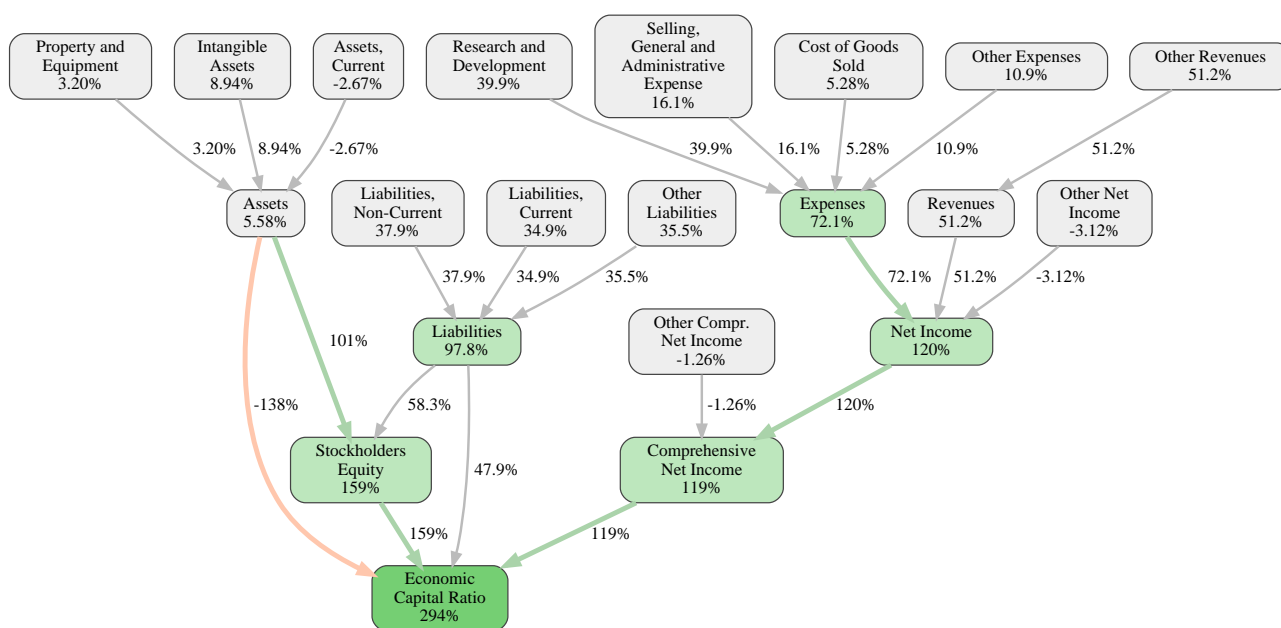 Property and
Equipment
3.20%
Intangible
Assets
8.94%
Assets,
Current
-2.67%
Research and
Development
39.9%
Selling,
General and
Administrative
Expense
16.1%
Cost of Goods
Sold
5.28%
Other Expenses
10.9%
Other Revenues
51.2%
3.20%
8.94%
-2.67%
39.9%
16.1%
5.28%
10.9%
51.2%
Assets
5.58%
Liabilities,
Non-Current
37.9%
Liabilities,
Current
34.9%
Other
Liabilities
35.5%
Expenses
72.1%
Revenues
51.2%
Other Net
Income
-3.12%
37.9%
34.9%
35.5%
72.1%
51.2%
-3.12%
101%
Liabilities
97.8%
Other Compr.
Net Income
-1.26%
Net Income
120%
-138%
58.3%
-1.26%
120%
Stockholders
Equity
159%
47.9%
Comprehensive
Net Income
119%
159%
119%
Economic
Capital Ratio
294%